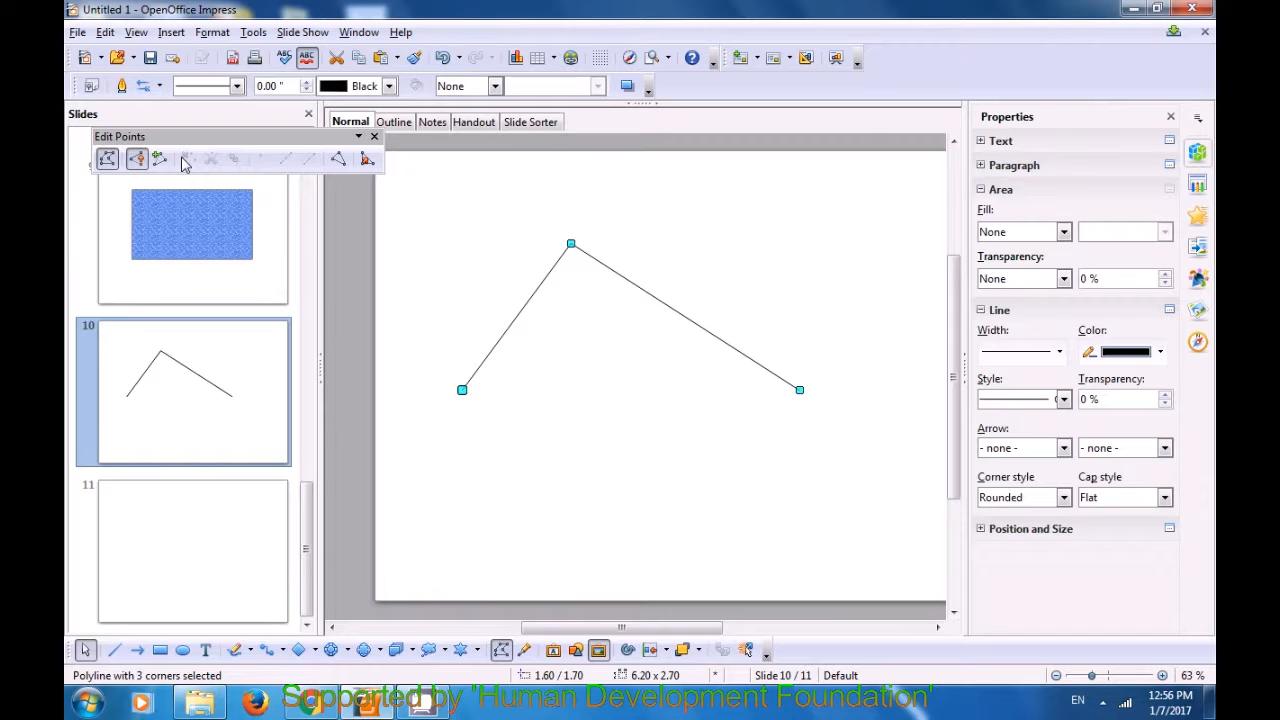 Untitled 1 - OpenOffice Impress
File Edit View Insert Format Tools Slide Show Window Help
0.00 " Black None
Slides
Normal Outline Notes Handout Slide Sorter
Properties
Edit Points
Text
Paragraph
Area
Fill:
None
Transparency:
None 0 %
10
Line
Width: Color:
Style: Transparency:
0 %
Arrow:
- none - - none -
Corner style Cap style
Rounded Flat
11
Position and Size
Polyline with 3 corners selected 1.60 / 1.70 6.20 x 2.70 * Slide 10 / 11 Default 63 %
EN 12:56 PM
1/7/2017
Supported by 'Human Development Foundation'